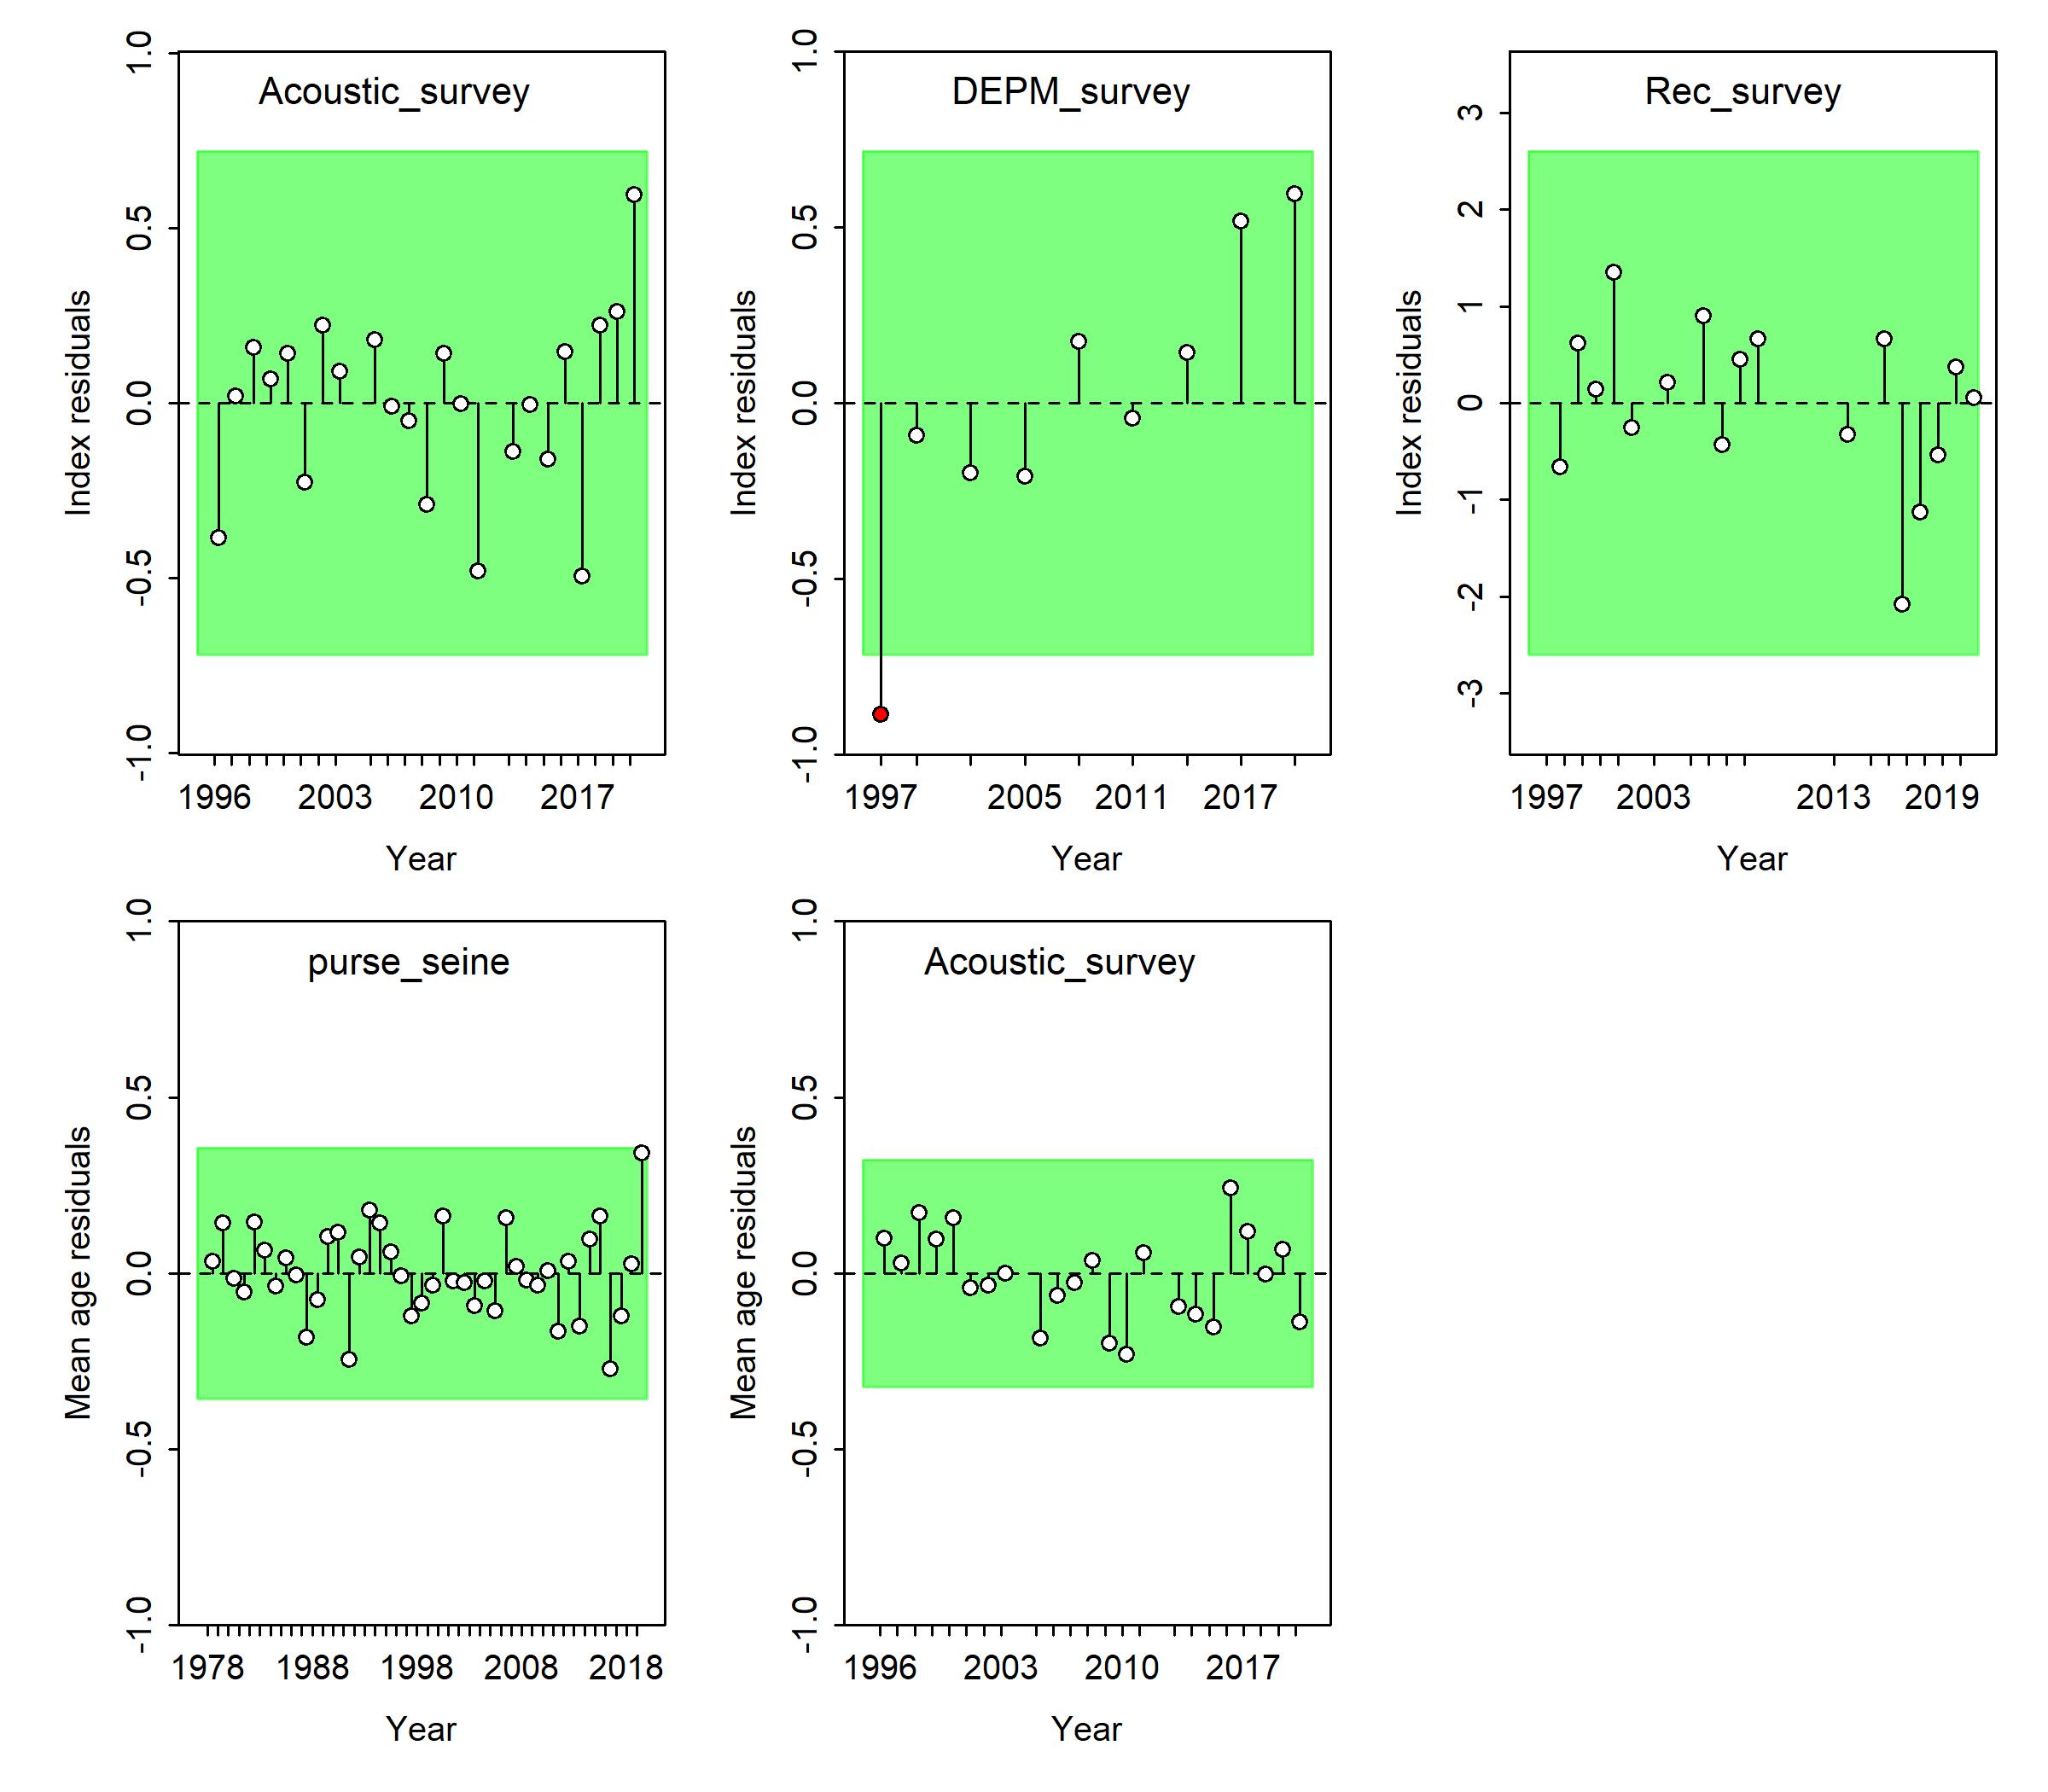 Acoustic_survey
1.0
0.5
0.0
-0.5
-1.0
Index residuals
1996 2003 2010 2017
Year
DEPM_survey
1.0
0.5
0.0
-0.5
-1.0
Index residuals
1997 2005 2011 2017
Year
Rec_survey
3
2
1
0
-1
-2
-3
Index residuals
1997 2003 2013 2019
Year
purse_seine
1.0
0.5
0.0
-0.5
-1.0
Mean age residuals
1978 1988 1998 2008 2018
Year
Acoustic_survey
1.0
0.5
0.0
-0.5
-1.0
Mean age residuals
1996 2003 2010 2017
Year